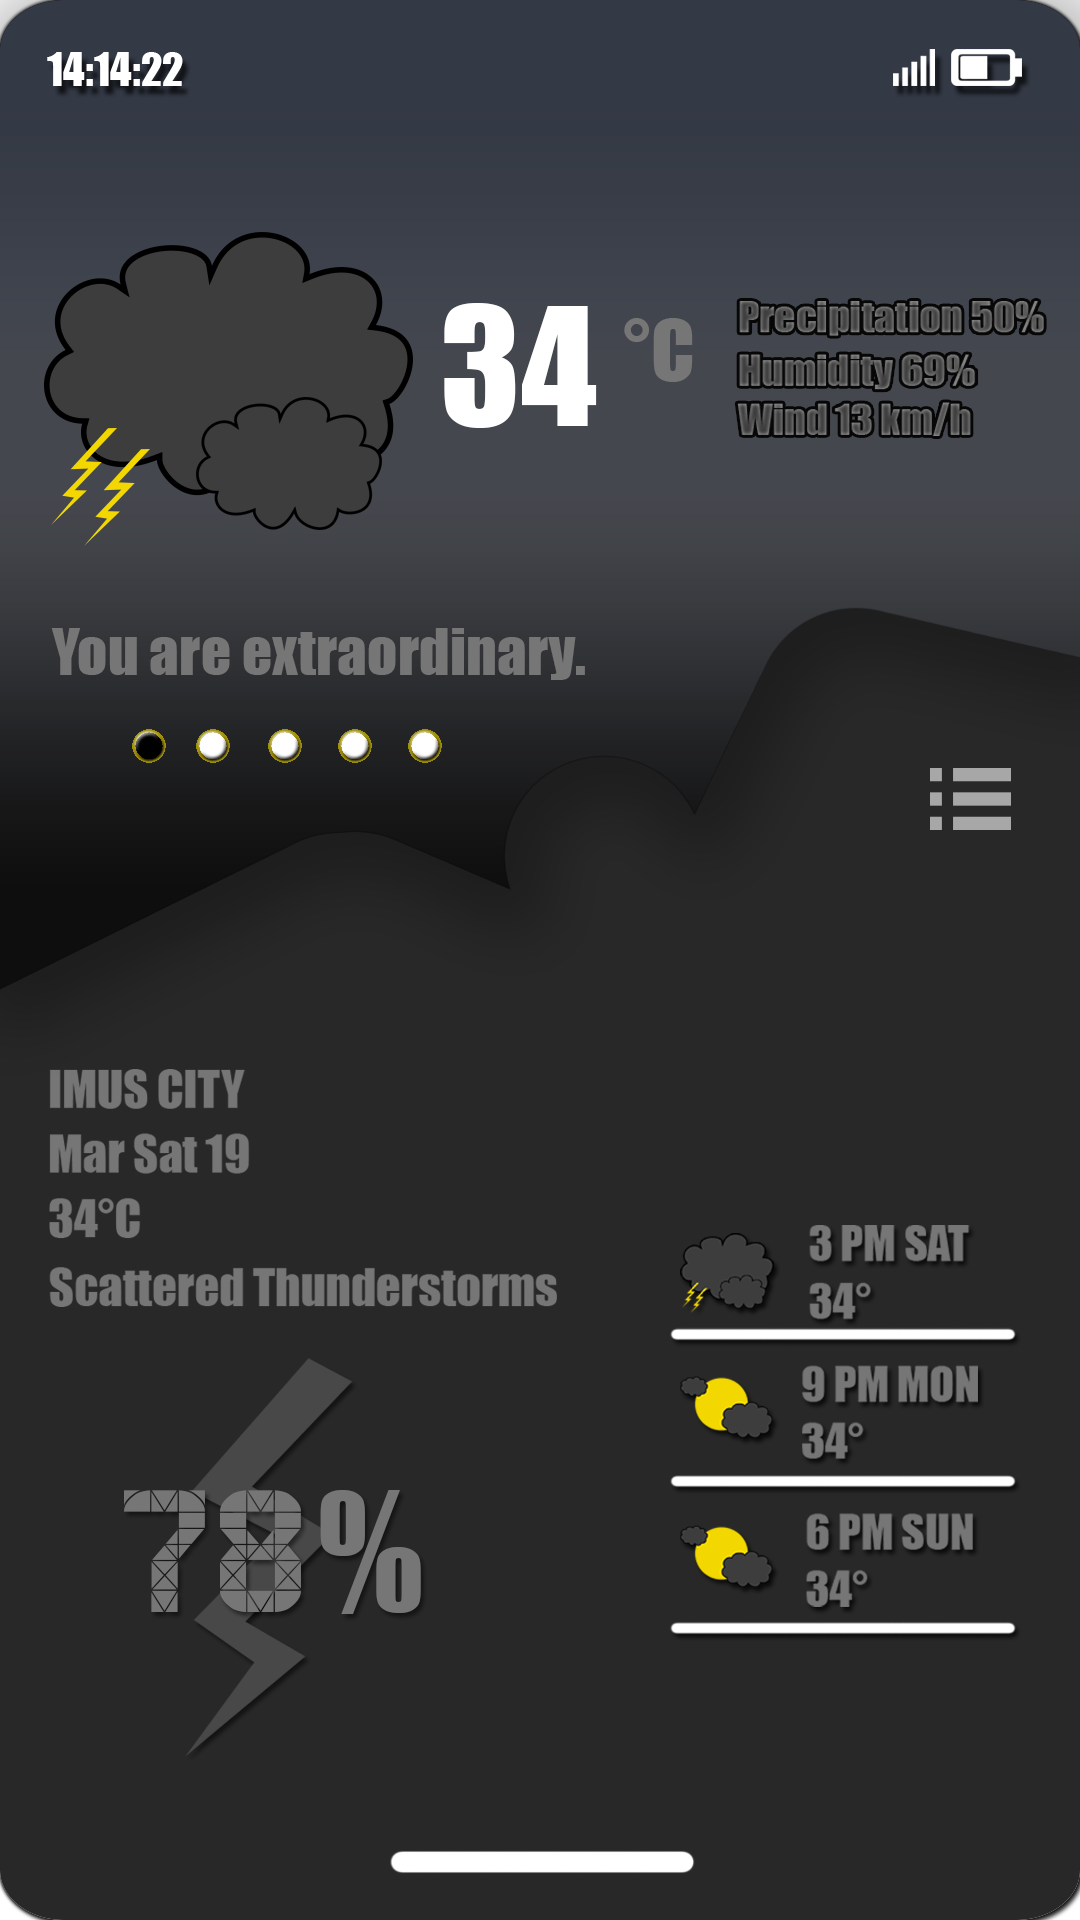 14:14:22
34 °C
Precipitation 50%
Humidity 69%
Wind 13 km/h
You are extraordinary.
IMUS CITY
Mar Sat 19
34°C
Scattered Thunderstorms
78%
3 PM SAT
34°
9 PM MON
34°
6 PM SUN
34°